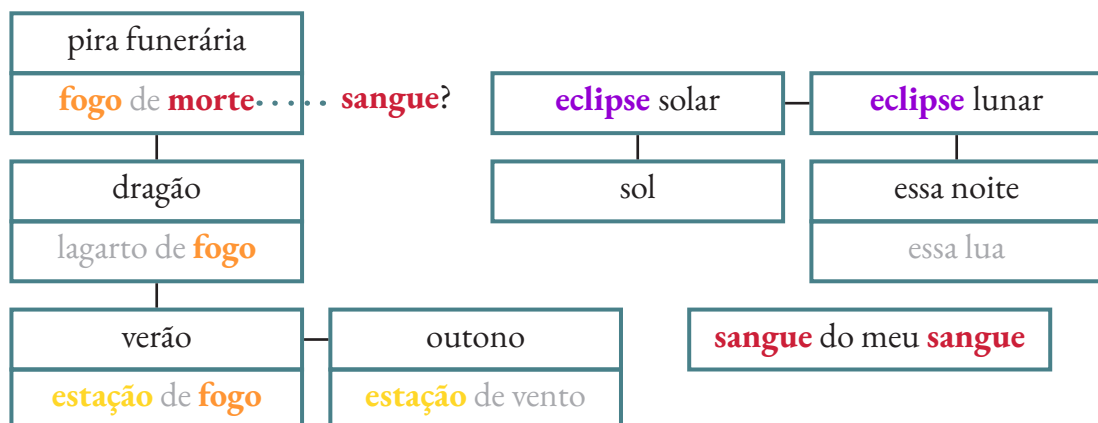 pira funerária
fogo de morte ..... sangue?
eclipse solar
eclipse lunar
dragão
lagarto de fogo
sol
essa noite
essa lua
verão
estação de fogo
outono
estação de vento
sangue do meu sangue